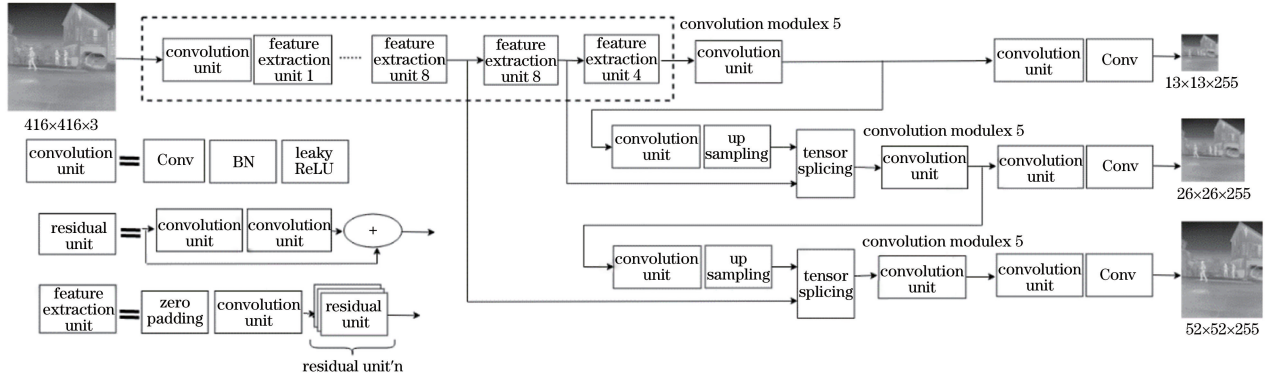 convolution modulex 5
convolution
unit
feature
extraction
unit 1
......
feature
extraction
unit 8
feature
extraction
unit 8
feature
extraction
unit 4
convolution
unit
convolution
unit
Conv
13×13×255
416×416×3
convolution
unit
up
sampling
tensor
splicing
convolution modulex 5
convolution
unit
convolution
unit
Conv
26×26×255
convolution
unit
Conv
BN
leaky
ReLU
residual
unit
convolution
unit
convolution
unit
+
convolution
unit
up
sampling
tensor
splicing
convolution modulex 5
convolution
unit
convolution
unit
Conv
52×52×255
feature
extraction
unit
zero
padding
convolution
unit
residual
unit
residual unit'n